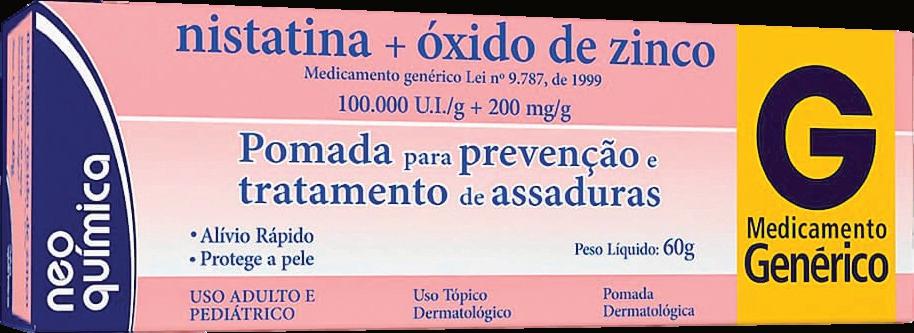 nistatina + óxido de zinco
Medicamento genérico Lei nº 9.787, de 1999
100.000 U.I./g + 200 mg/g
Pomada para prevenção e
tratamento de assaduras
• Alívio Rápido
• Protege a pele
Peso Líquido: 60g
USO ADULTO E
PEDIÁTRICO
Uso Tópico
Dermatológico
Pomada
Dermatológica
neo
química
G
Medicamento
Genérico